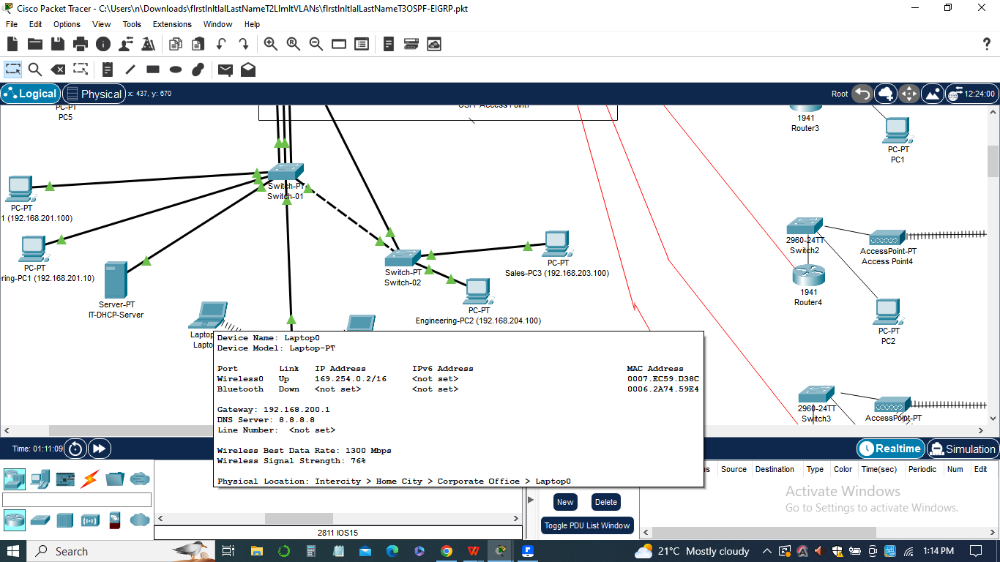 Cisco Packet Tracer - C:\Users\n\Downloads\fIrstInItIalLastNameT2LImItVLANs\fIrstInItIalLastNameT3OSPF-EIGRP.pkt
File Edit Options View Tools Extensions Window Help
Logical Physical x: 437, y: 670 Root 12:24:00
PC-PT
PC5
1941
Router3
PC-PT
PC1
Switch-PT
Switch-01
PC-PT
1 (192.168.201.100)
2960-24TT
Switch2
AccessPoint-PT
Access Point4
PC-PT
ring-PC1 (192.168.201.10)
Switch-PT
Switch-02
PC-PT
Sales-PC3 (192.168.203.100)
1941
Router4
Server-PT
IT-DHCP-Server
PC-PT
Engineering-PC2 (192.168.204.100)
PC-PT
PC2
Laptop
Lapto
Device Name: Laptop0
Device Model: Laptop-PT
Port Link IP Address IPv6 Address MAC Address
Wireless0 Up 169.254.0.2/16 <not set> 0007.EC59.D38C
Bluetooth Down <not set> <not set> 0006.2A74.59E4
Gateway: 192.168.200.1
DNS Server: 8.8.8.8
Line Number: <not set>
Wireless Best Data Rate: 1300 Mbps
Wireless Signal Strength: 76%
Physical Location: Intercity > Home City > Corporate Office > Laptop0
2960-24TT
Switch3
AccessPoint-PT
Time: 01:11:09 Realtime Simulation
us Source Destination Type Color Time(sec) Periodic Num Edit
New Delete
Toggle PDU List Window
2811 IOS15
Activate Windows
Go to Settings to activate Windows.
Search 21°C Mostly cloudy 1:14 PM